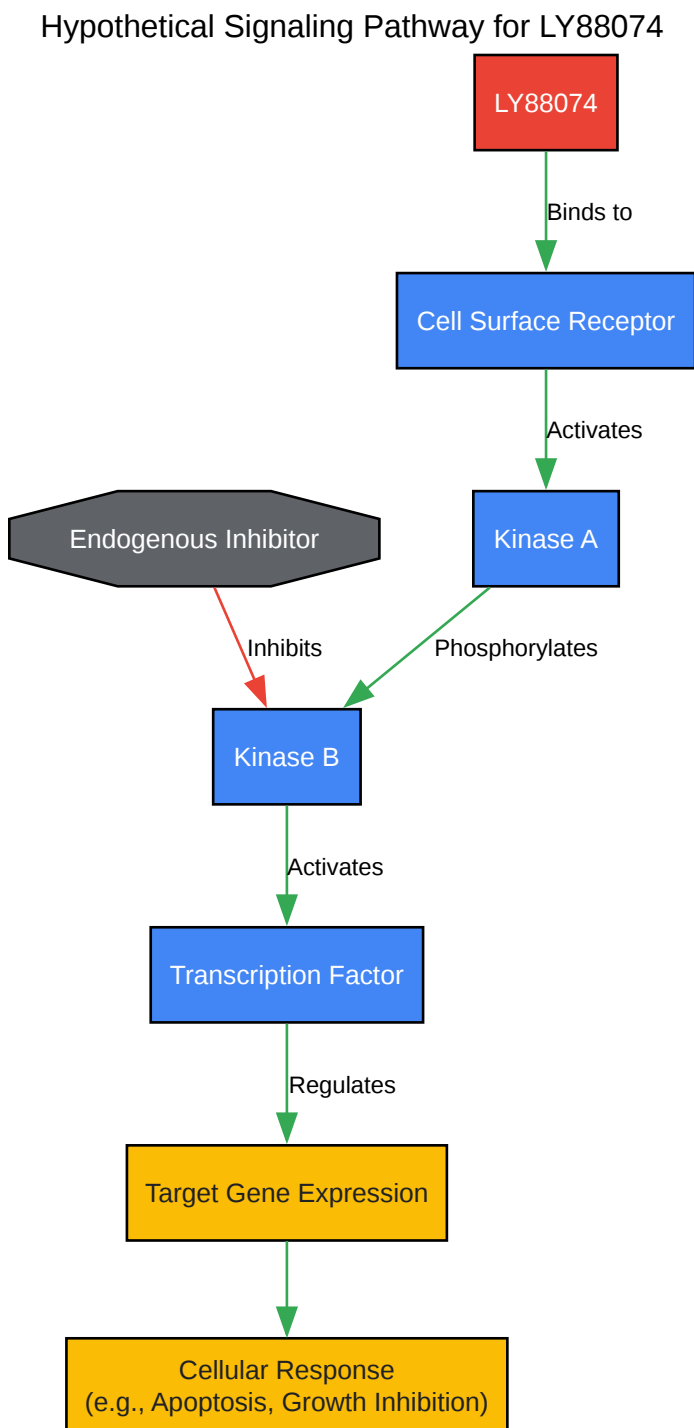 Hypothetical Signaling Pathway for LY88074
LY88074
Binds to
Cell Surface Receptor
Activates
Endogenous Inhibitor
Kinase A
Inhibits
Phosphorylates
Kinase B
Activates
Transcription Factor
Regulates
Target Gene Expression
Cellular Response
(e.g., Apoptosis, Growth Inhibition)